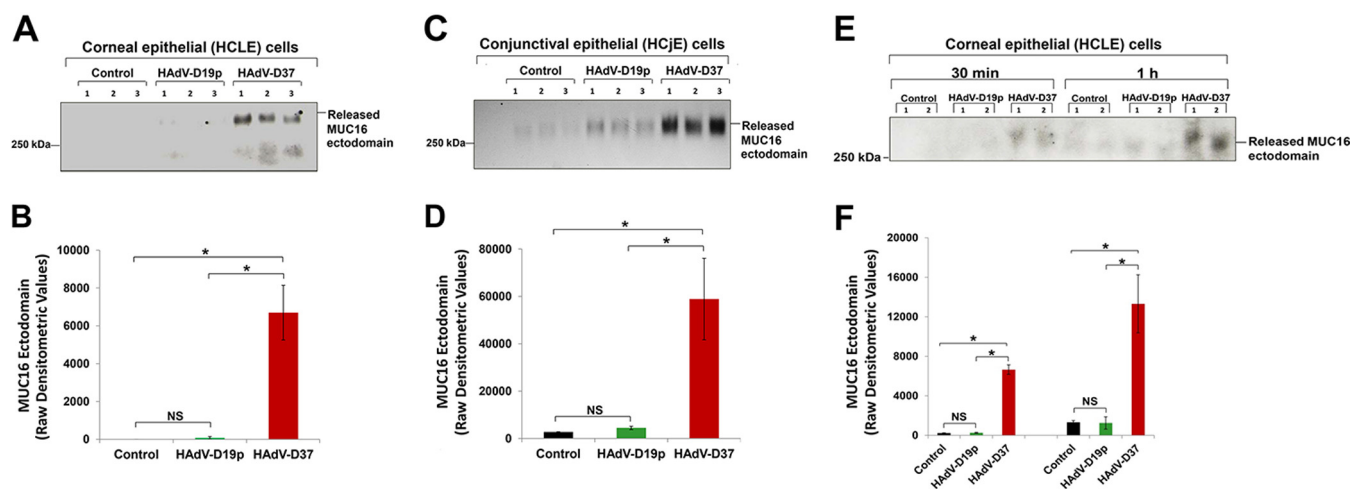 A
Corneal epithelial (HCLE) cells
Control HAdV-D19p HAdV-D37
1 2 3 1 2 3 1 2 3
250 kDa
Released
MUC16
ectodomain
B
MUC16 Ectodomain
(Raw Densitometric Values)
10000
8000
6000
4000
2000
0
*
*
NS
Control HAdV-D19p HAdV-D37
C
Conjunctival epithelial (HCjE) cells
Control HAdV-D19p HAdV-D37
1 2 3 1 2 3 1 2 3
250 kDa
Released
MUC16
ectodomain
D
MUC16 Ectodomain
(Raw Densitometric Values)
80000
60000
40000
20000
0
*
*
NS
Control HAdV-D19p HAdV-D37
E
Corneal epithelial (HCLE) cells
30 min 1 h
Control HAdV-D19p HAdV-D37 Control HAdV-D19p HAdV-D37
1 2 1 2 1 2 1 2 1 2 1 2
250 kDa
Released MUC16
ectodomain
F
MUC16 Ectodomain
(Raw Densitometric Values)
20000
16000
12000
8000
4000
0
*
*
NS
*
*
NS
Control HAdV-D19p HAdV-D37 Control HAdV-D19p HAdV-D37